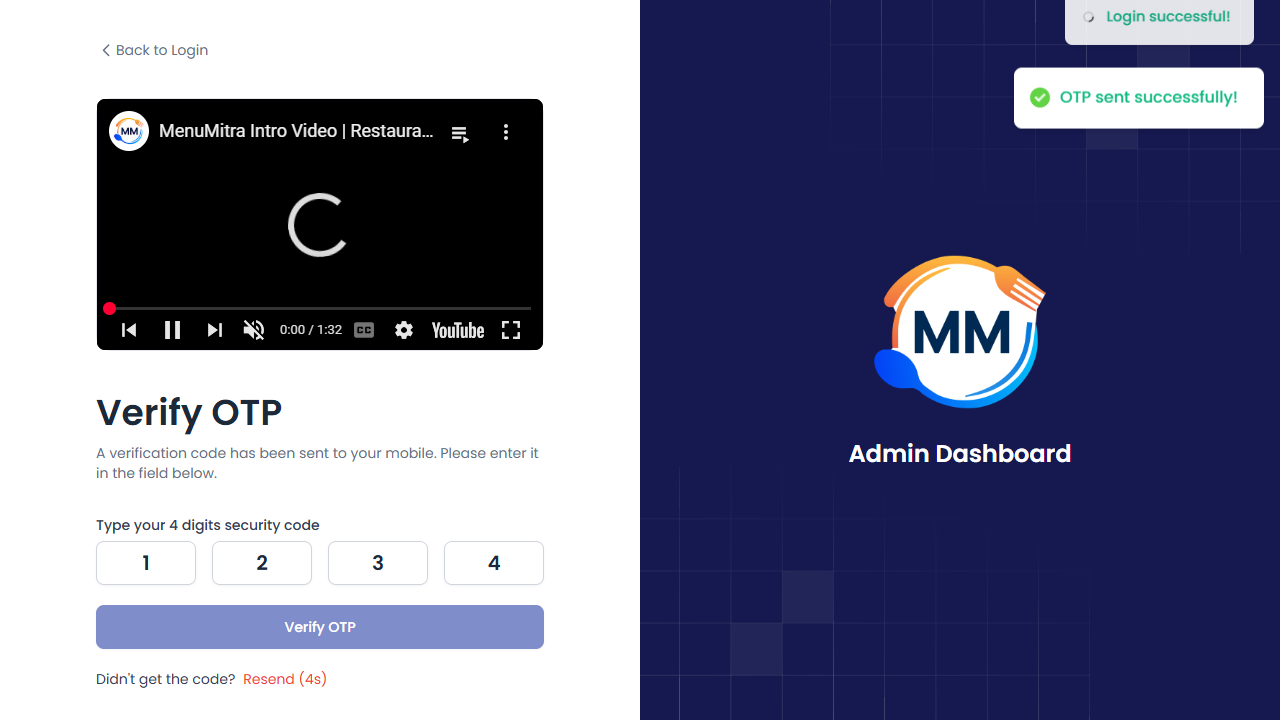 Back to Login
MM
MenuMitra Intro Video | Restaura...
0:00 / 1:32
CC
YouTube
Verify OTP
A verification code has been sent to your mobile. Please enter it
in the field below.
Type your 4 digits security code
1 2 3 4
Verify OTP
Didn't get the code? Resend (4s)
Login successful!
OTP sent successfully!
MM
Admin Dashboard